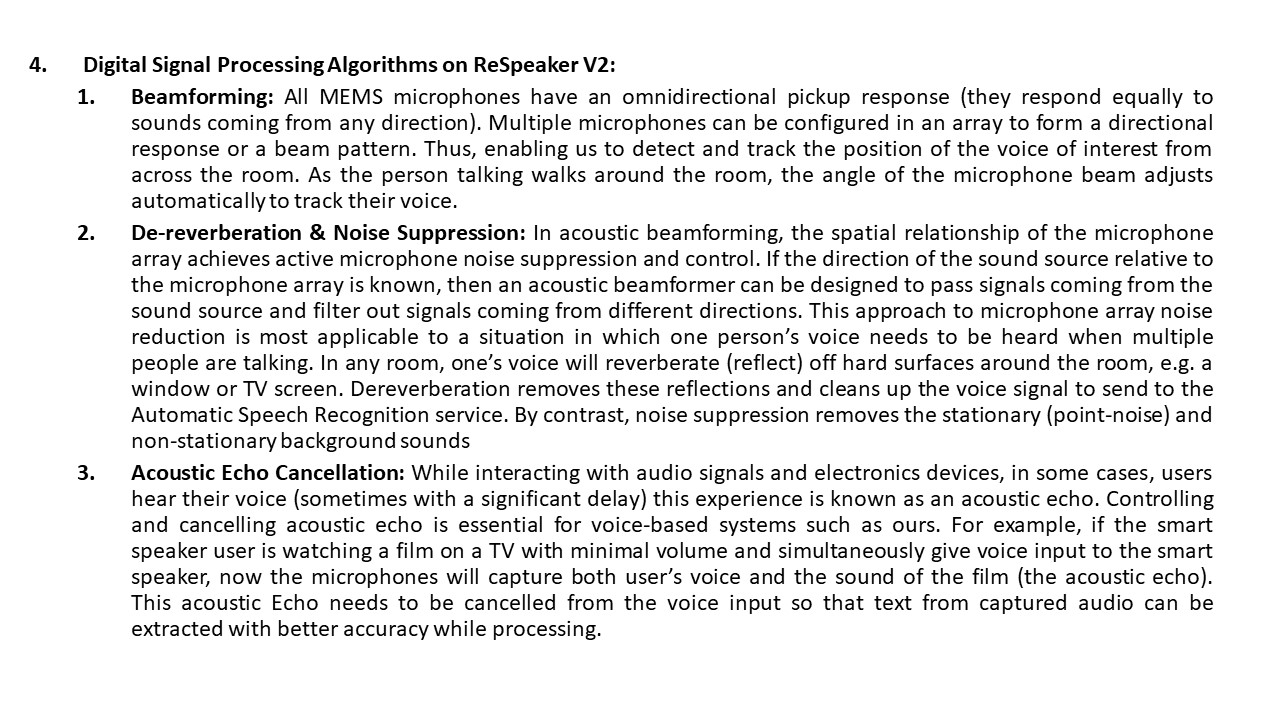 4. Digital Signal Processing Algorithms on ReSpeaker V2:
1. Beamforming: All MEMS microphones have an omnidirectional pickup response (they respond equally to
sounds coming from any direction). Multiple microphones can be configured in an array to form a directional
response or a beam pattern. Thus, enabling us to detect and track the position of the voice of interest from
across the room. As the person talking walks around the room, the angle of the microphone beam adjusts
automatically to track their voice.
2. De-reverberation & Noise Suppression: In acoustic beamforming, the spatial relationship of the microphone
array achieves active microphone noise suppression and control. If the direction of the sound source relative to
the microphone array is known, then an acoustic beamformer can be designed to pass signals coming from the
sound source and filter out signals coming from different directions. This approach to microphone array noise
reduction is most applicable to a situation in which one person’s voice needs to be heard when multiple
people are talking. In any room, one’s voice will reverberate (reflect) off hard surfaces around the room, e.g. a
window or TV screen. Dereverberation removes these reflections and cleans up the voice signal to send to the
Automatic Speech Recognition service. By contrast, noise suppression removes the stationary (point-noise) and
non-stationary background sounds
3. Acoustic Echo Cancellation: While interacting with audio signals and electronics devices, in some cases, users
hear their voice (sometimes with a significant delay) this experience is known as an acoustic echo. Controlling
and cancelling acoustic echo is essential for voice-based systems such as ours. For example, if the smart
speaker user is watching a film on a TV with minimal volume and simultaneously give voice input to the smart
speaker, now the microphones will capture both user’s voice and the sound of the film (the acoustic echo).
This acoustic Echo needs to be cancelled from the voice input so that text from captured audio can be
extracted with better accuracy while processing.